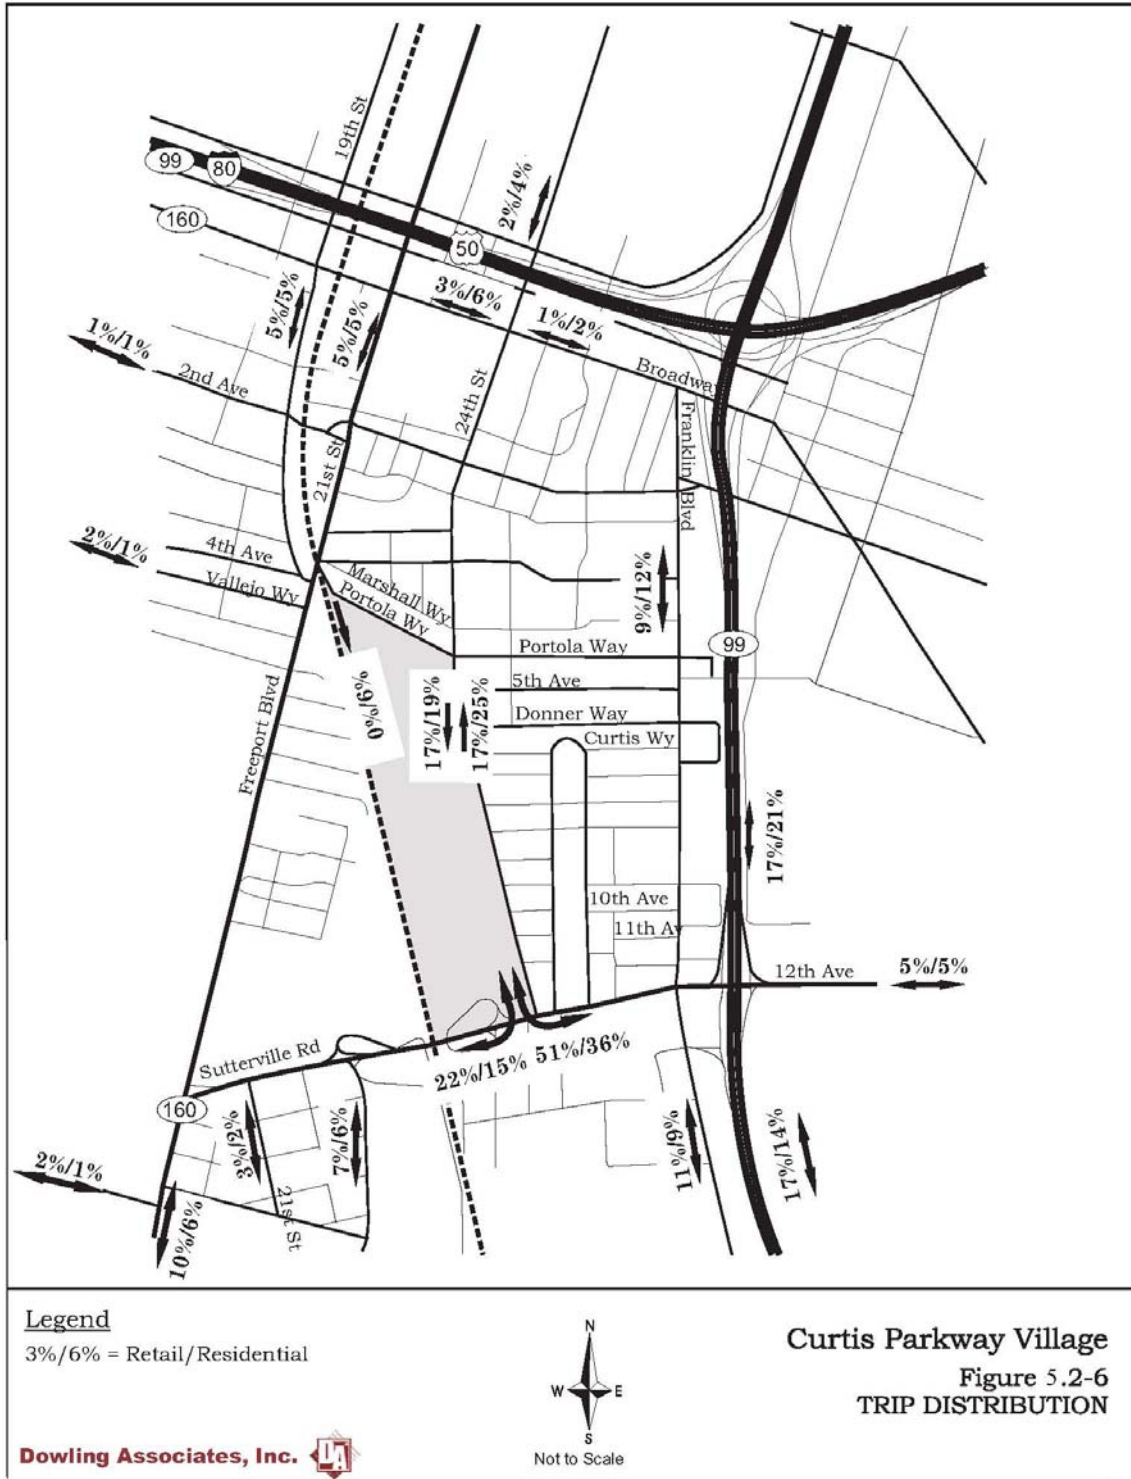 19th St
99
80
160
2%/4%
50
5%/5%
3%/6%
5%/5%
1%/2%
1%/1%
2nd Ave
Broadway
24th St
Franklin Blvd
21st St
2%/1%
4th Ave
Vallejo Wy
Marshall Wy
Portola Wy
9%/12%
99
Portola Way
5th Ave
Donner Way
Curtis Wy
0%/6%
17%/19%
17%/25%
Freeport Blvd
17%/21%
10th Ave
11th Av
12th Ave
5%/5%
Sutterville Rd
22%/15%
51%/36%
160
3%/2%
7%/6%
11%/9%
17%/14%
2%/1%
21st St
10%/6%
Legend
3%/6% = Retail/Residential
N
W E
S
Not to Scale
Curtis Parkway Village
Figure 5.2-6
TRIP DISTRIBUTION
Dowling Associates, Inc. DA